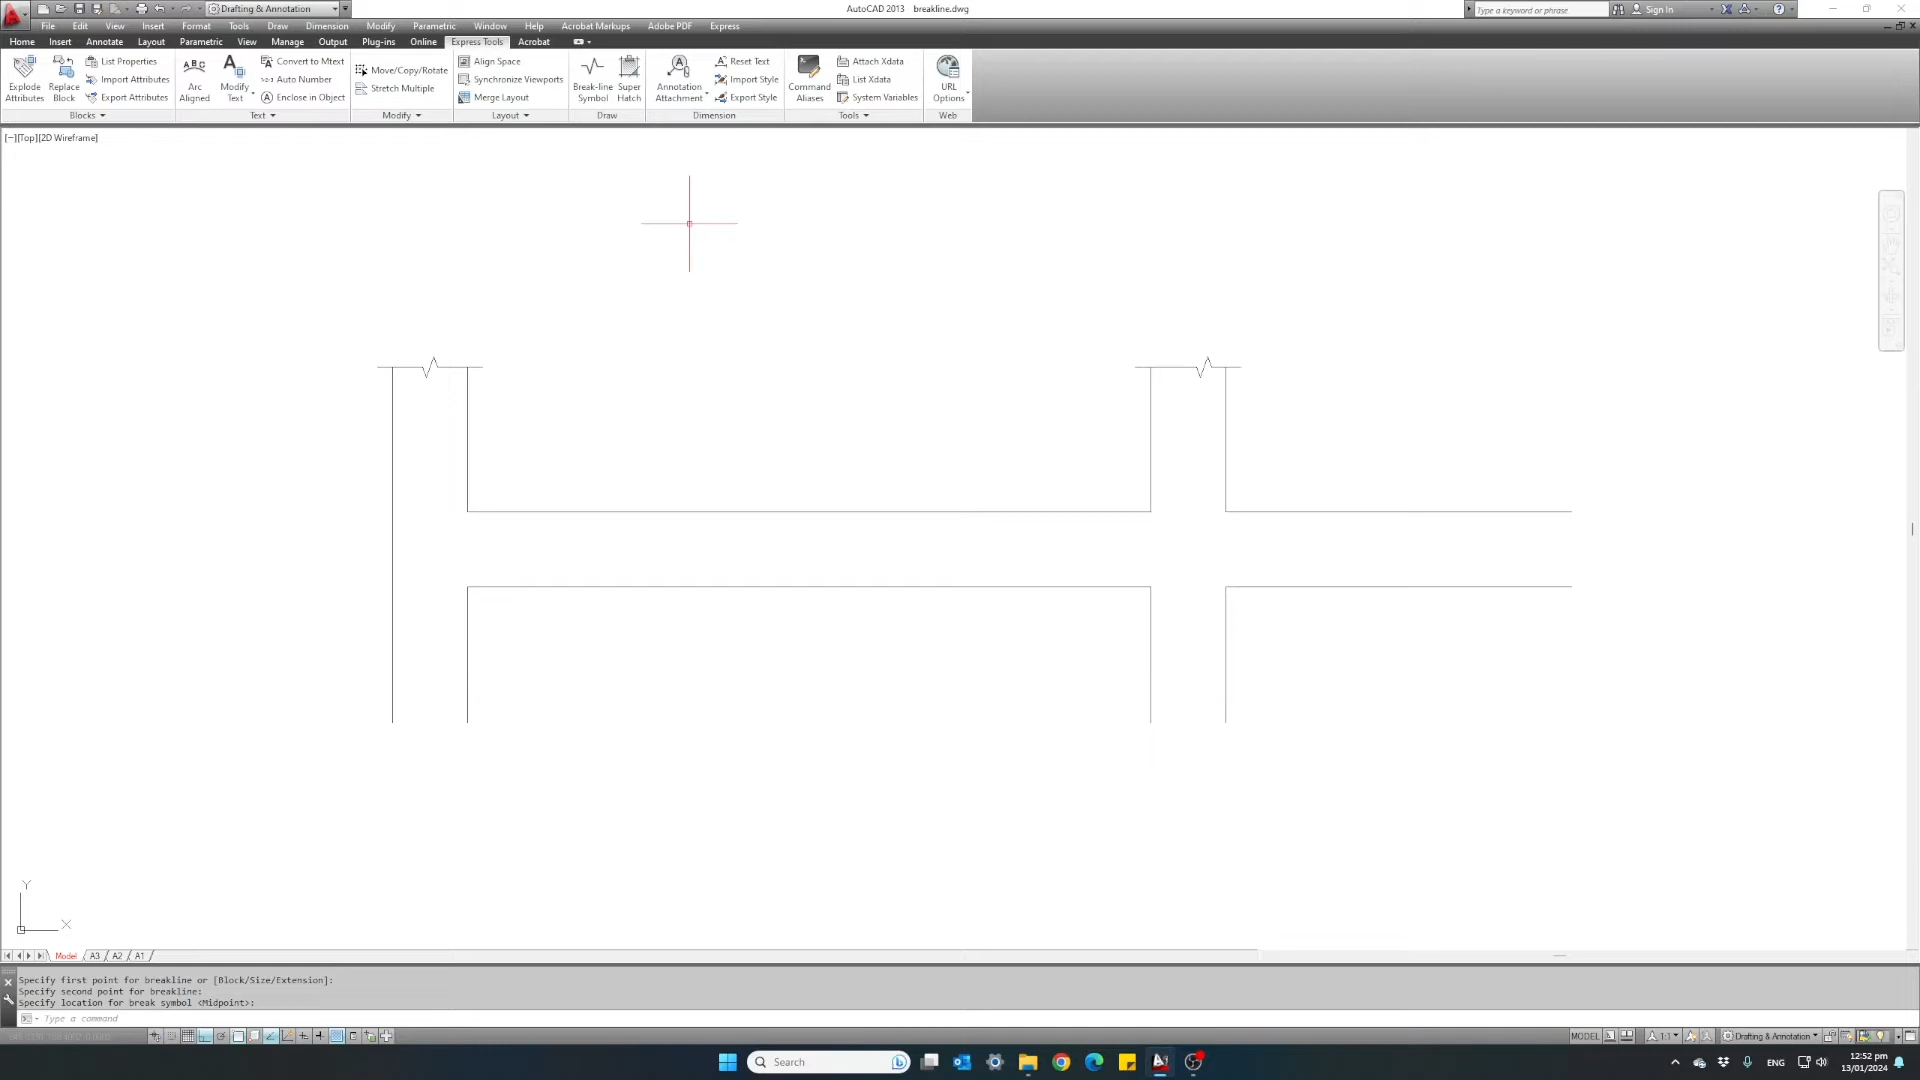 Drafting & Annotation
AutoCAD 2013 breakline.dwg
Type a keyword or phrase
Sign In
File Edit View Insert Format Tools Draw Dimension Modify Parametric Window Help Acrobat Markups Adobe PDF Express
Home Insert Annotate Layout Parametric View Manage Output Plug-ins Online Express Tools Acrobat
Explode Attributes
Replace Block
List Properties
Import Attributes
Export Attributes
Blocks
ABC
Arc Aligned
Modify Text
Convert to Mtext
Auto Number
Enclose in Object
Text
Move/Copy/Rotate
Stretch Multiple
Modify
Align Space
Synchronize Viewports
Merge Layout
Layout
Break-line Symbol
Super Hatch
Draw
Annotation Attachment
Reset Text
Import Style
Export Style
Dimension
Command Aliases
Attach Xdata
List Xdata
System Variables
Tools
URL Options
Web
[−][Top][2D Wireframe]
Y
X
Model A3 A2 A1
Specify first point for breakline or [Block/Size/Extension]:
Specify second point for breakline:
Specify location for break symbol <Midpoint>:
Type a command
MODEL
1:1
Drafting & Annotation
Search
ENG
12:52 pm
13/01/2024